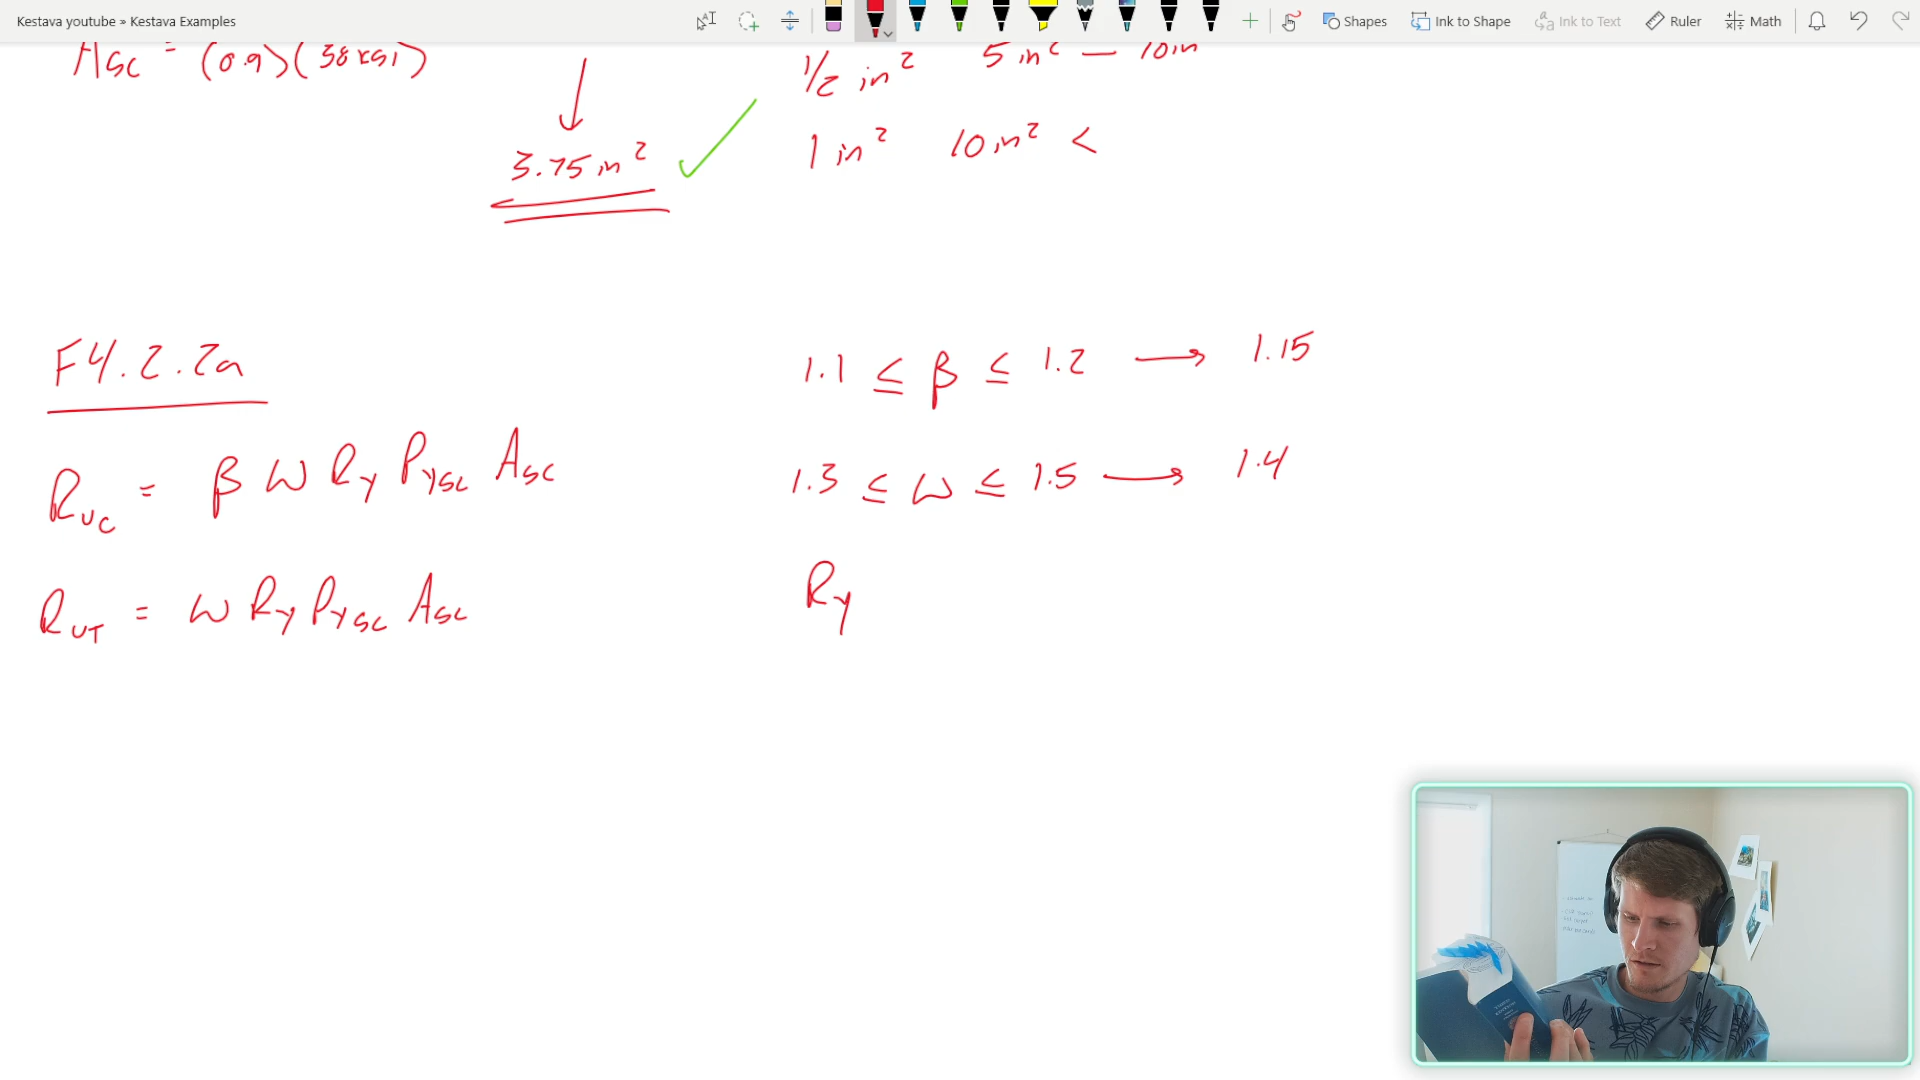 Kestava youtube » Kestava Examples
Shapes
Ink to Shape
Ink to Text
Ruler
Math
Asc = (0.9)(38 ksi)
1/2 in² 5 in² — 10in
3.75 in²
1 in² 10 in² <
F4.2.2a
1.1 ≤ β ≤ 1.2 → 1.15
Ruc = β ω Ry Pysc Asc
1.3 ≤ ω ≤ 1.5 → 1.4
RuT = ω Ry Pysc Asc
Ry